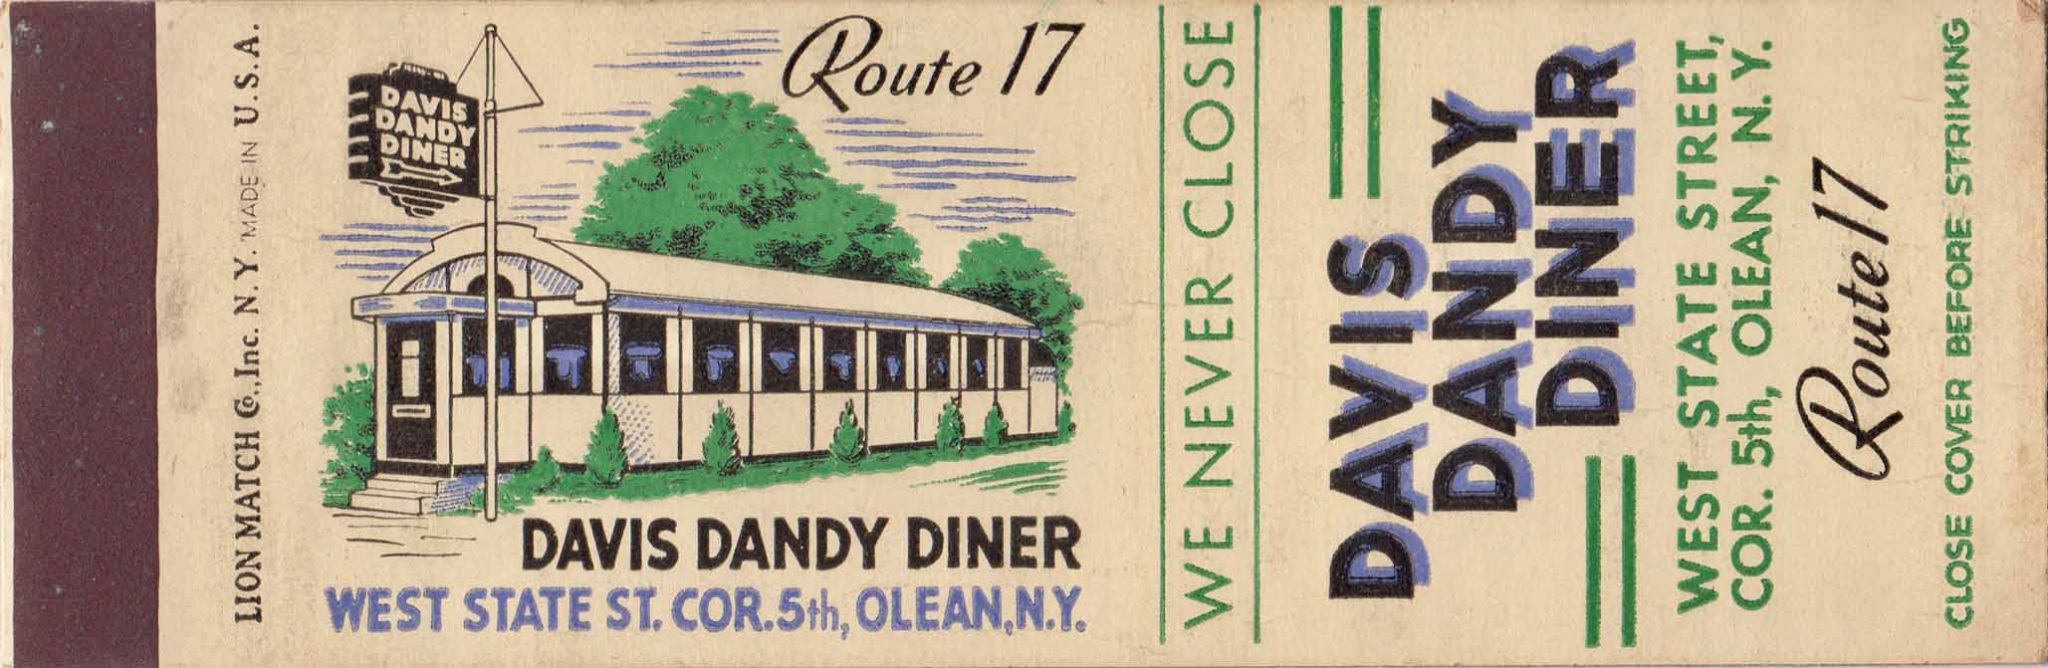 LION MATCH Co., Inc. N.Y. MADE IN U.S.A.
DAVIS
DANDY
DINER
Route 17
DAVIS DANDY DINER
WEST STATE ST. COR. 5th, OLEAN, N.Y.
WE NEVER CLOSE
DAVIS
DANDY
DINER
WEST STATE STREET,
COR. 5th, OLEAN, N.Y.
Route 17
CLOSE COVER BEFORE STRIKING